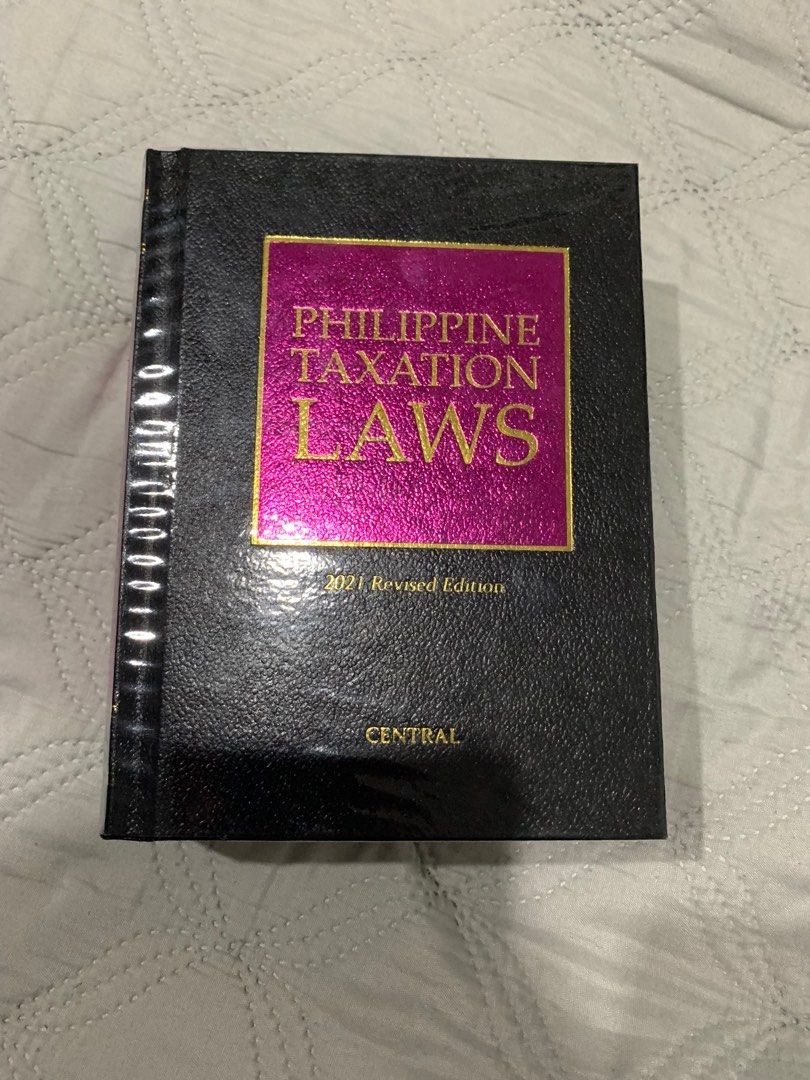 PHILIPPINE
TAXATION
LAWS
2021 Revised Edition
CENTRAL